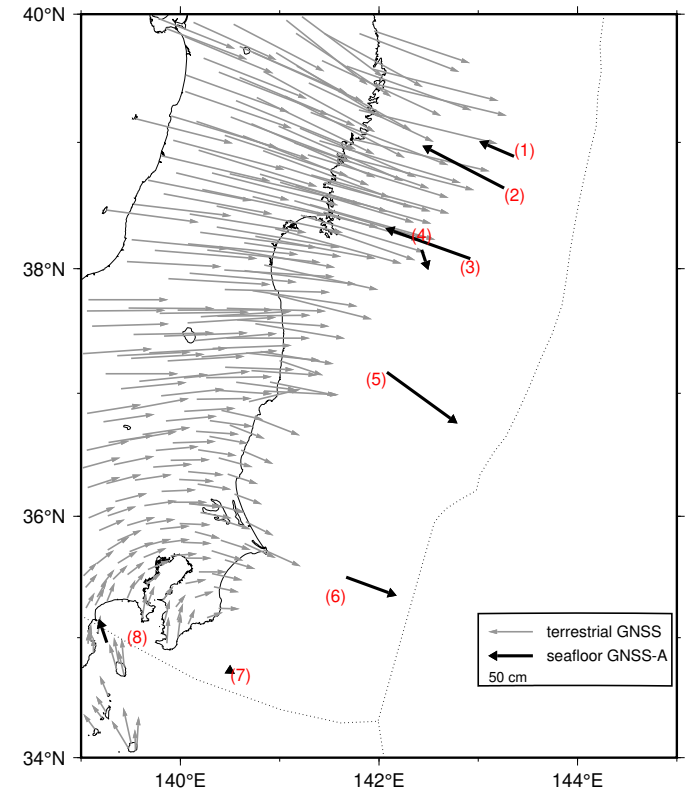 40°N
(1)
(2)
(4)
38°N
(3)
(5)
36°N
(6)
terrestrial GNSS
(8)
seafloor GNSS-A
(7)
50 cm
34°N
140°E
142°E
144°E